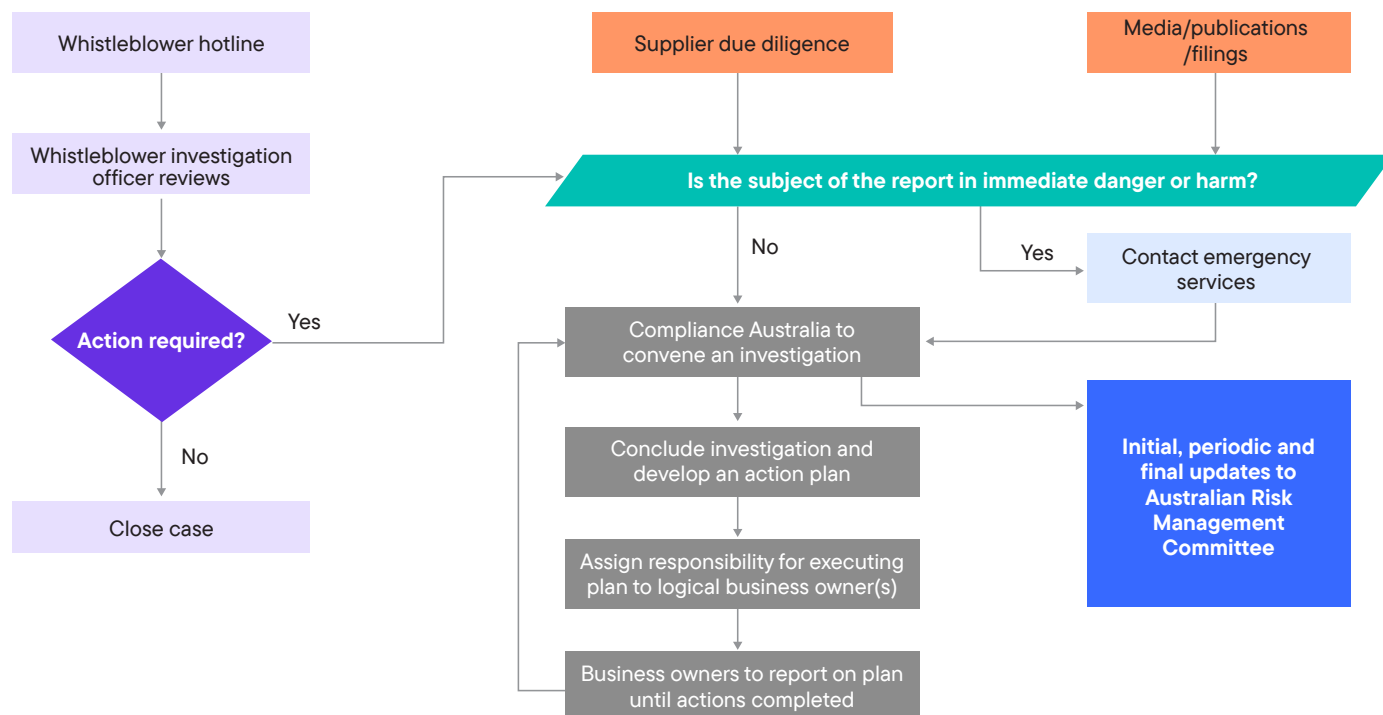 Whistleblower hotline
Supplier due diligence
Media/publications
/filings
Whistleblower investigation
officer reviews
Is the subject of the report in immediate danger or harm?
No
Yes
Contact emergency
services
Action required?
Yes
Compliance Australia to
convene an investigation
No
Conclude investigation and
develop an action plan
Initial, periodic and
final updates to
Australian Risk
Management
Committee
Close case
Assign responsibility for executing
plan to logical business owner(s)
Business owners to report on plan
until actions completed